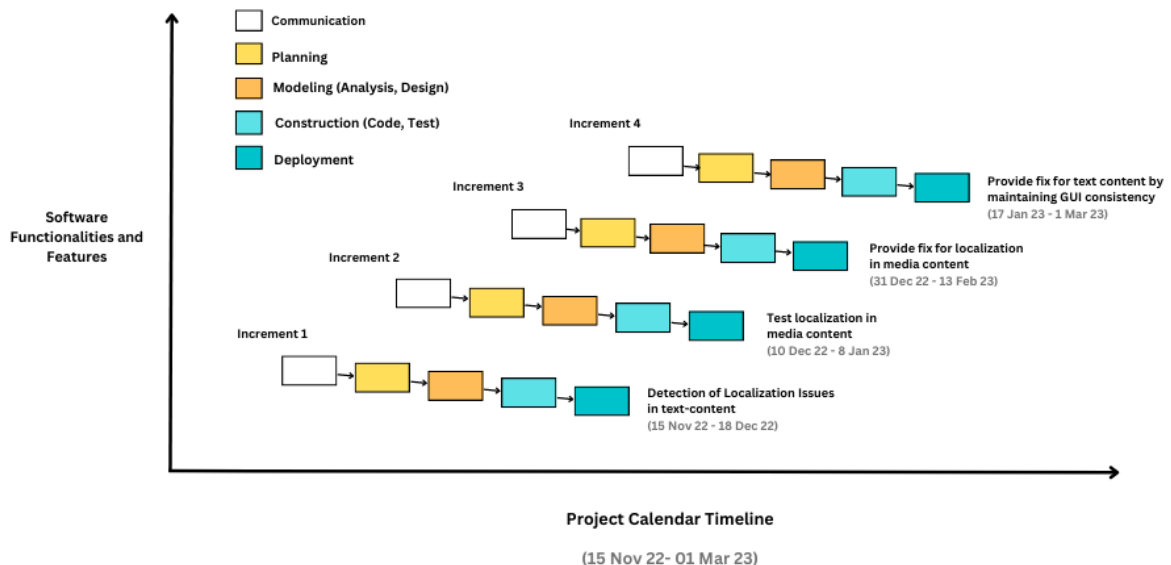 Communication
Planning
Modeling (Analysis, Design)
Construction (Code, Test)
Deployment
Software
Functionalities and
Features
Increment 4
Provide fix for text content by
maintaining GUI consistency
(17 Jan 23 - 1 Mar 23)
Increment 3
Provide fix for localization
in media content
(31 Dec 22 - 13 Feb 23)
Increment 2
Test localization in
media content
(10 Dec 22 - 8 Jan 23)
Increment 1
Detection of Localization Issues
in text-content
(15 Nov 22 - 18 Dec 22)
Project Calendar Timeline
(15 Nov 22- 01 Mar 23)